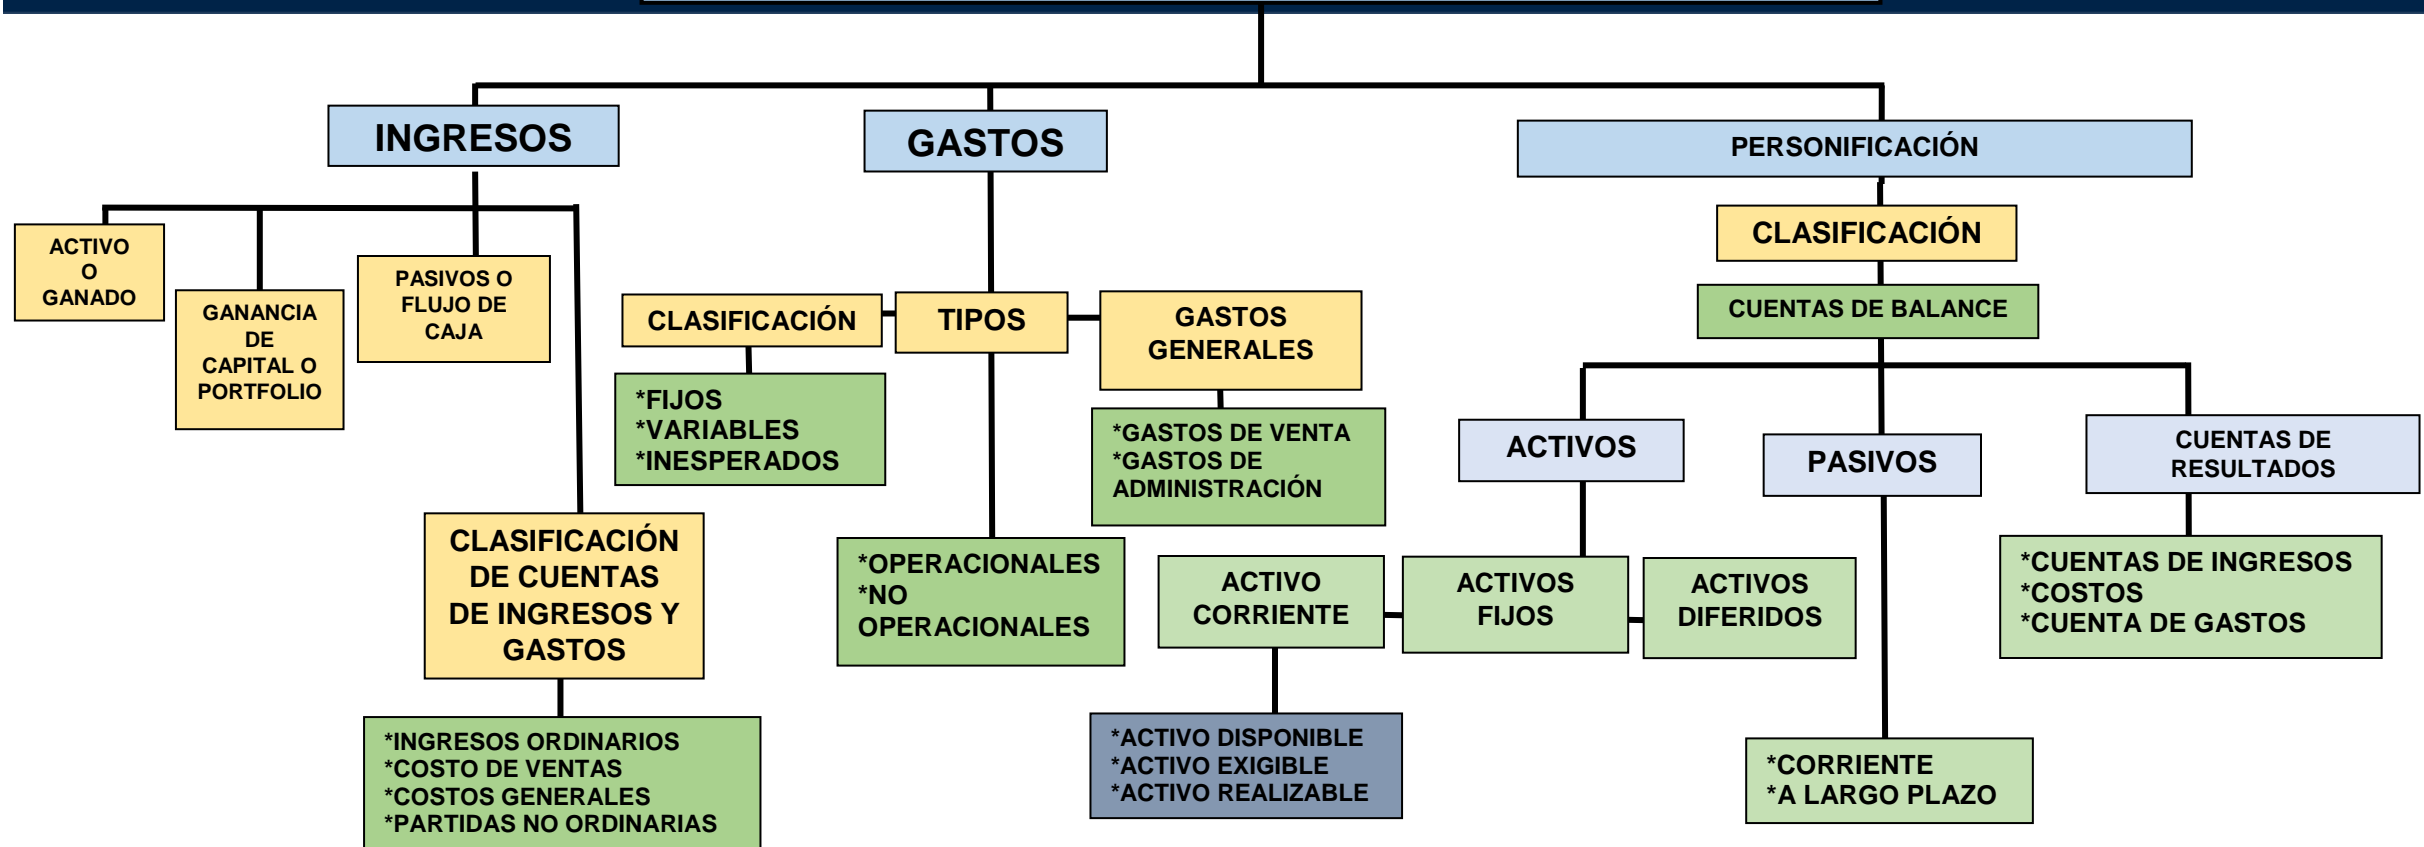 INGRESOS
GASTOS
PERSONIFICACIÓN
ACTIVO
O
GANADO
GANANCIA
DE
CAPITAL O
PORTFOLIO
PASIVOS O
FLUJO DE
CAJA
CLASIFICACIÓN
DE CUENTAS
DE INGRESOS Y
GASTOS
*INGRESOS ORDINARIOS
*COSTO DE VENTAS
*COSTOS GENERALES
*PARTIDAS NO ORDINARIAS
CLASIFICACIÓN
TIPOS
GASTOS
GENERALES
*FIJOS
*VARIABLES
*INESPERADOS
*OPERACIONALES
*NO
OPERACIONALES
*GASTOS DE VENTA
*GASTOS DE
ADMINISTRACIÓN
CLASIFICACIÓN
CUENTAS DE BALANCE
ACTIVOS
PASIVOS
CUENTAS DE
RESULTADOS
ACTIVO
CORRIENTE
ACTIVOS
FIJOS
ACTIVOS
DIFERIDOS
*ACTIVO DISPONIBLE
*ACTIVO EXIGIBLE
*ACTIVO REALIZABLE
*CORRIENTE
*A LARGO PLAZO
*CUENTAS DE INGRESOS
*COSTOS
*CUENTA DE GASTOS